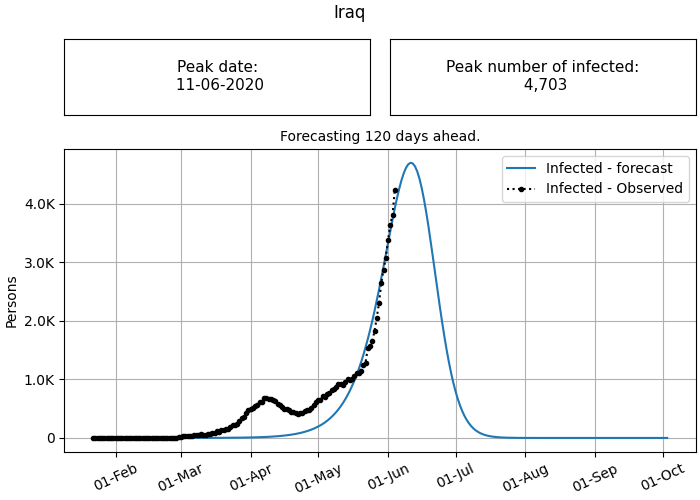 Iraq
Peak date:
11-06-2020
Peak number of infected:
4,703
Forecasting 120 days ahead.
Infected - forecast
Infected - Observed
Persons
4.0K
3.0K
2.0K
1.0K
0
01-Feb
01-Mar
01-Apr
01-May
01-Jun
01-Jul
01-Aug
01-Sep
01-Oct